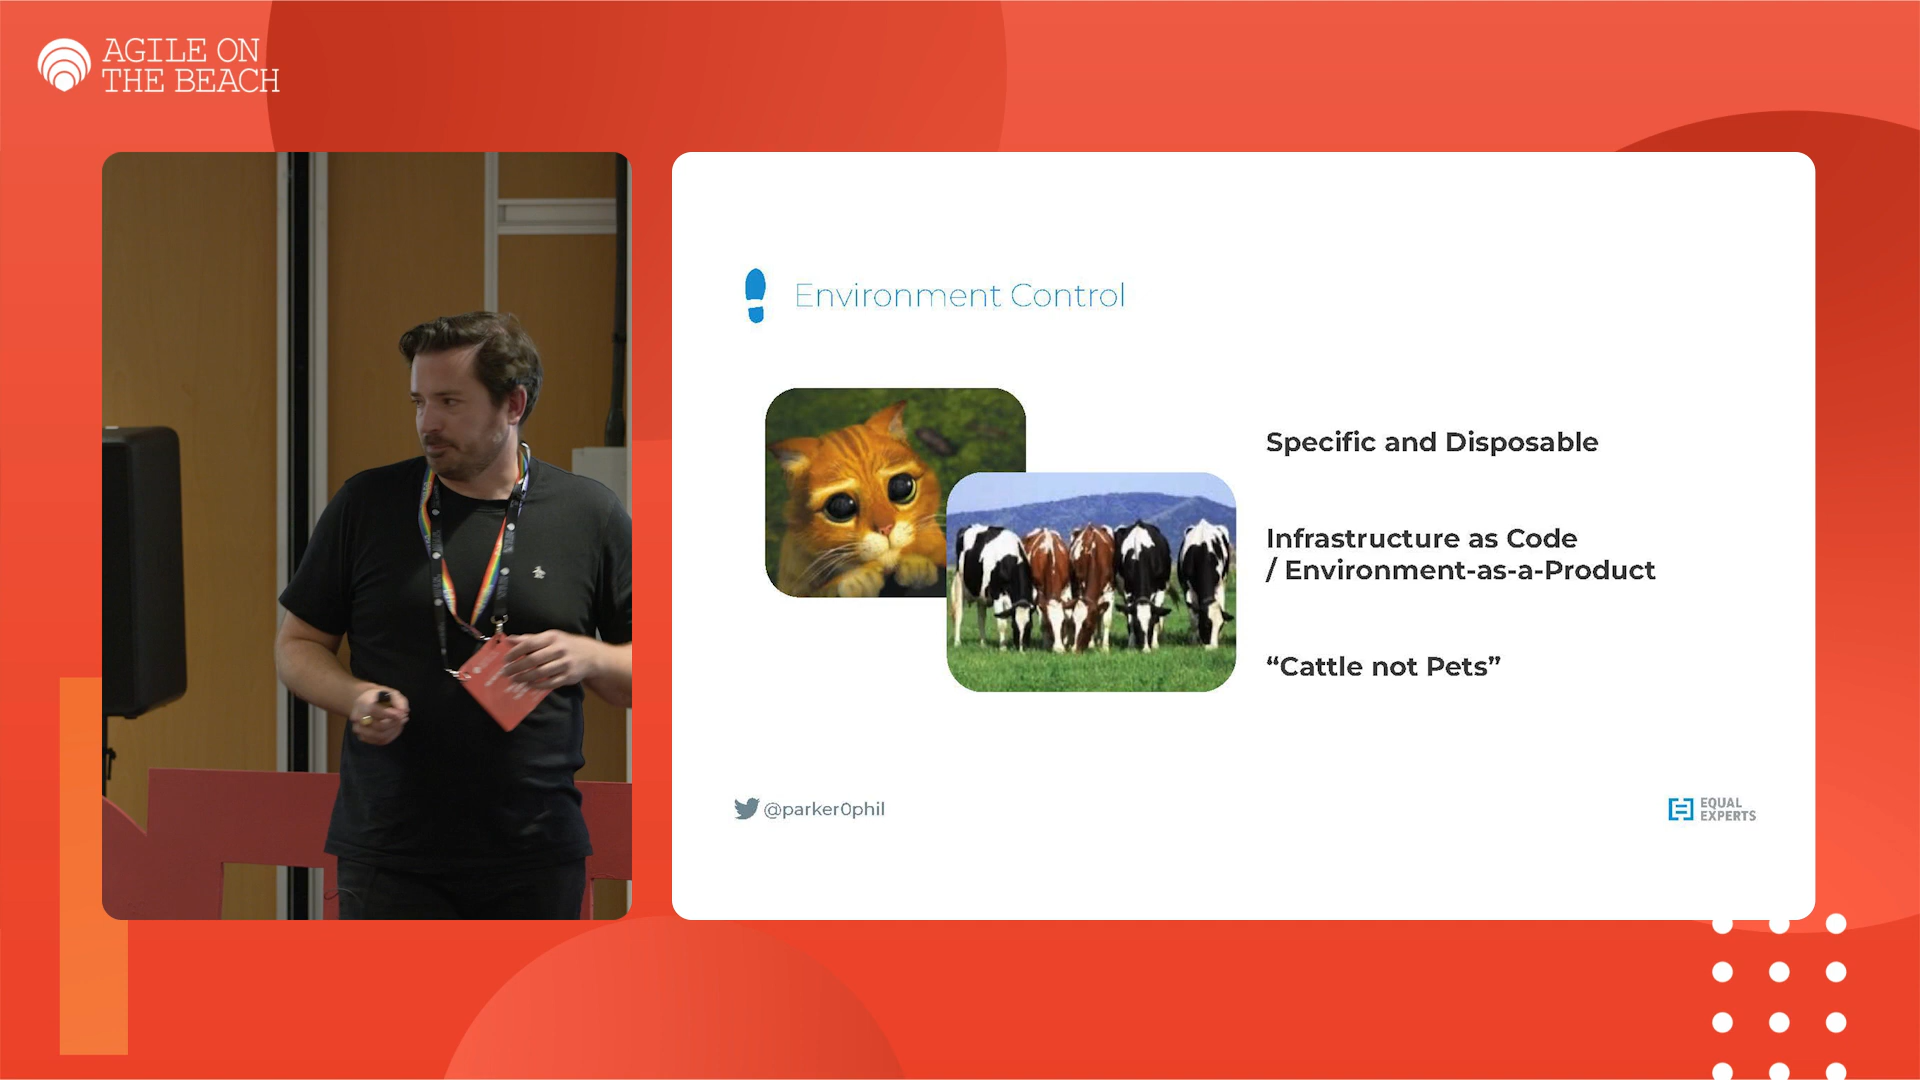 AGILE ON
THE BEACH
Environment Control
Specific and Disposable
Infrastructure as Code
/ Environment-as-a-Product
“Cattle not Pets”
@parker0phil
EQUAL
EXPERTS